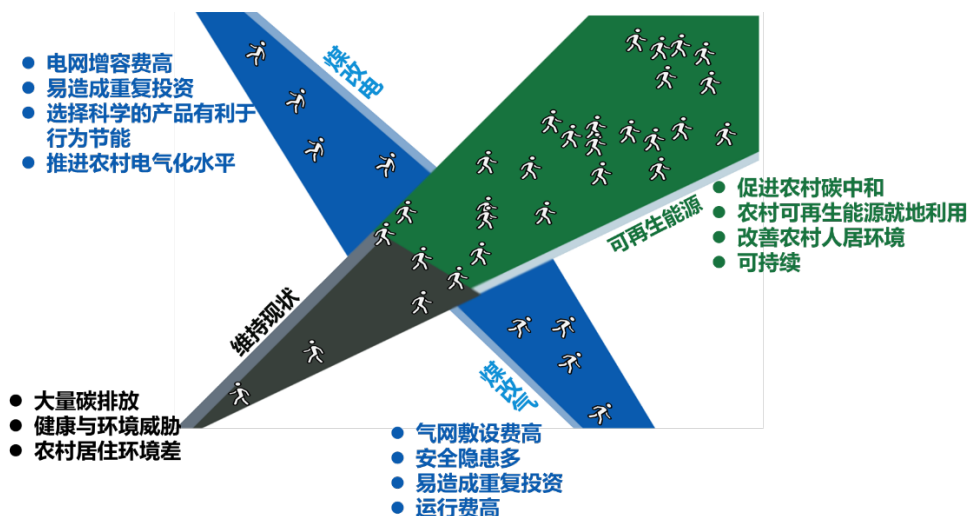 电网增容费高
易造成重复投资
选择科学的产品有利于
行为节能
推进农村电气化水平
煤改电
可再生能源
促进农村碳中和
农村可再生能源就地利用
改善农村人居环境
可持续
维持现状
大量碳排放
健康与环境威胁
农村居住环境差
煤改气
气网敷设费高
安全隐患多
易造成重复投资
运行费高